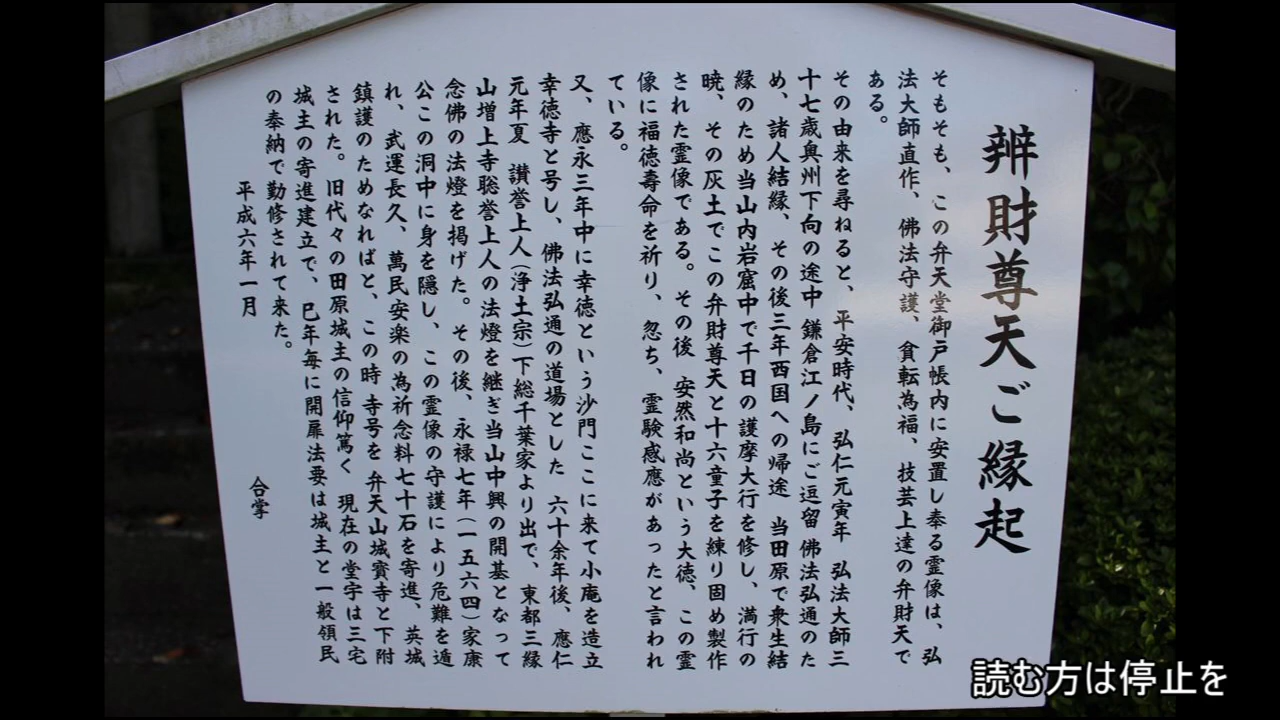 辨財尊天ご縁起
そもそも、この弁天堂御戸帳内に安置し奉る霊像は、弘
法大師直作、佛法守護、貧転為福、技芸上達の弁財天で
ある。
その由来を尋ねると、平安時代、弘仁元寅年 弘法大師三
十七歳奥州下向の途中 鎌倉江ノ島にご逗留 佛法弘通のた
め、諸人結縁、その後三年西国への帰途 当田原で衆生結
縁のため当山内岩窟中で千日の護摩大行を修し、満行の
暁、その灰土でこの弁財尊天と十六童子を練り固め製作
された霊像である。その後 安然和尚という大徳、この霊
像に福徳壽命を祈り、忽ち、霊験感應があったと言われ
ている。
又、應永三年中に幸徳という沙門ここに来て小庵を造立
幸徳寺と号し、佛法弘通の道場とした 六十余年後、應仁
元年夏 讃誉上人(浄土宗)下総千葉家より出で、東都三縁
山増上寺聡誉上人の法燈を継ぎ当山中興の開基となって
念佛の法燈を掲げた。その後、永禄七年(一五六四)家康
公この洞中に身を隠し、この霊像の守護により危難を遁
れ、武運長久、萬民安楽の為祈念料七十石を寄進、英城
鎮護のためなればと、この時 寺号を 弁天山城寳寺と下附
された。旧代々の田原城主の信仰篤く 現在の堂宇は三宅
城主の寄進建立で、巳年毎に開扉法要は城主と一般領民
の奉納で勤修されて来た。
平成六年一月
合掌
読む方は停止を